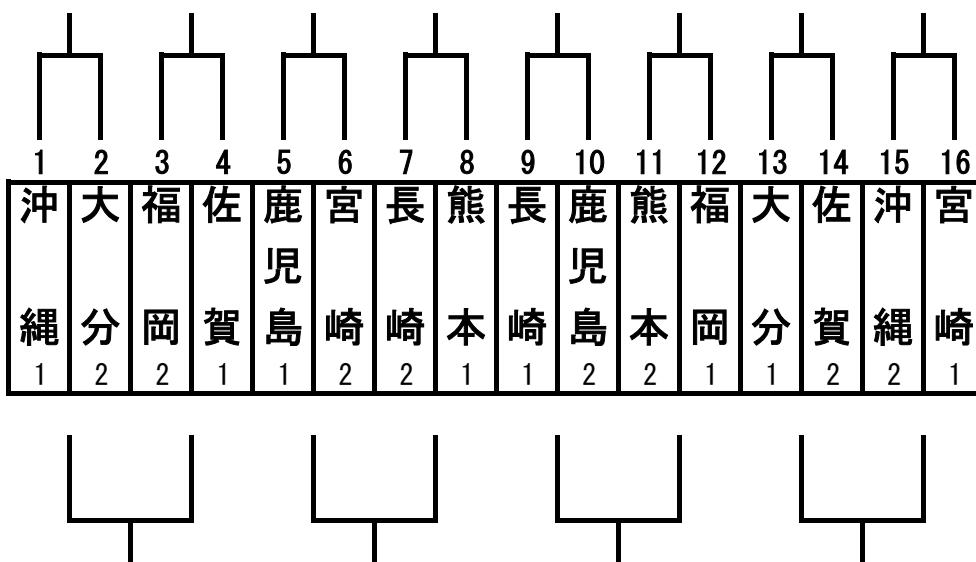 1 2 3 4 5 6 7 8 9 10 11 12 13 14 15 16
沖縄 大分 福岡 佐賀 鹿児島 宮崎 長崎 熊本 長崎 鹿児島 熊本 福岡 大分 佐賀 沖縄 宮崎
1 2 2 1 1 2 2 1 1 2 2 1 1 2 2 1